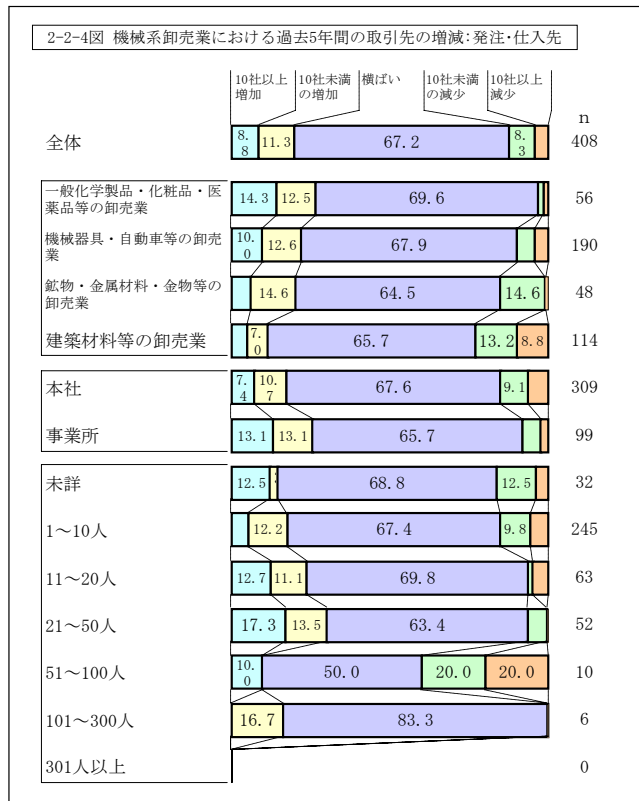 2-2-4図 機械系卸売業における過去5年間の取引先の増減:発注・仕入先
10社以上 10社未満 横ばい 10社未満 10社以上
増加 の増加 の減少 減少
n
全体 8.8 11.3 67.2 8.3 408
一般化学製品・化粧品・医
薬品等の卸売業 14.3 12.5 69.6 56
機械器具・自動車等の卸売
業 10.0 12.6 67.9 190
鉱物・金属材料・金物等の
卸売業 14.6 64.5 14.6 48
建築材料等の卸売業 7.0 65.7 13.2 8.8 114
本社 7.4 10.7 67.6 9.1 309
事業所 13.1 13.1 65.7 99
未詳 12.5 68.8 12.5 32
1～10人 12.2 67.4 9.8 245
11～20人 12.7 11.1 69.8 63
21～50人 17.3 13.5 63.4 52
51～100人 10.0 50.0 20.0 20.0 10
101～300人 16.7 83.3 6
301人以上 0